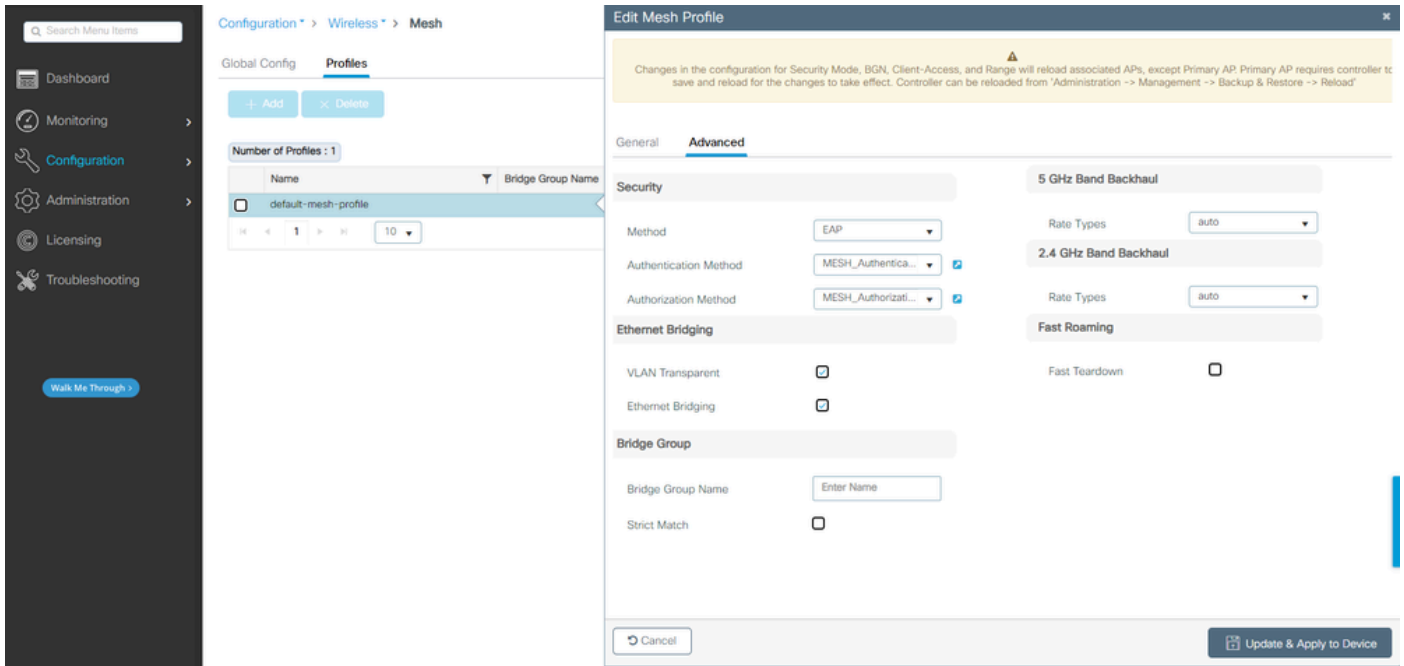 Search Menu Items
Dashboard
Monitoring
Configuration
Administration
Licensing
Troubleshooting
Walk Me Through >
Configuration > Wireless > Mesh
Global Config Profiles
+ Add × Delete
Number of Profiles : 1
Name Bridge Group Name
default-mesh-profile
1 10
Edit Mesh Profile
Changes in the configuration for Security Mode, BGN, Client-Access, and Range will reload associated APs, except Primary AP. Primary AP requires controller to
save and reload for the changes to take effect. Controller can be reloaded from 'Administration -> Management -> Backup & Restore -> Reload'
General Advanced
Security
Method EAP
Authentication Method MESH_Authentica...
Authorization Method MESH_Authorizati...
Ethernet Bridging
VLAN Transparent
Ethernet Bridging
Bridge Group
Bridge Group Name Enter Name
Strict Match
5 GHz Band Backhaul
Rate Types auto
2.4 GHz Band Backhaul
Rate Types auto
Fast Roaming
Fast Teardown
Cancel
Update & Apply to Device